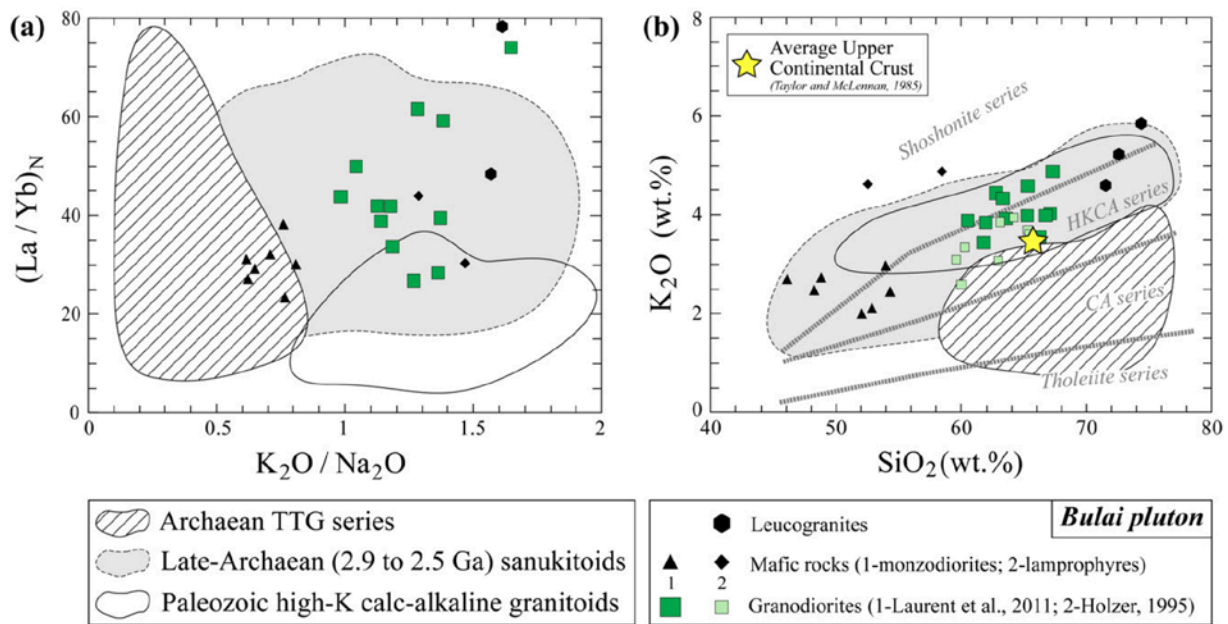 (a)
80
60
40
20
0
(La / Yb)N
0
0.5
1
1.5
2
K2O / Na2O
(b)
Average Upper
Continental Crust
(Taylor and McLennan, 1985)
8
6
4
2
0
K2O (wt.%)
Shoshonite series
HKCA series
CA series
Tholeiite series
40
50
60
70
80
SiO2 (wt.%)
Archaean TTG series
Late-Archaean (2.9 to 2.5 Ga) sanukitoids
Paleozoic high-K calc-alkaline granitoids
Bulai pluton
Leucogranites
Mafic rocks (1-monzodiorites; 2-lamprophyres)
1 2
Granodiorites (1-Laurent et al., 2011; 2-Holzer, 1995)